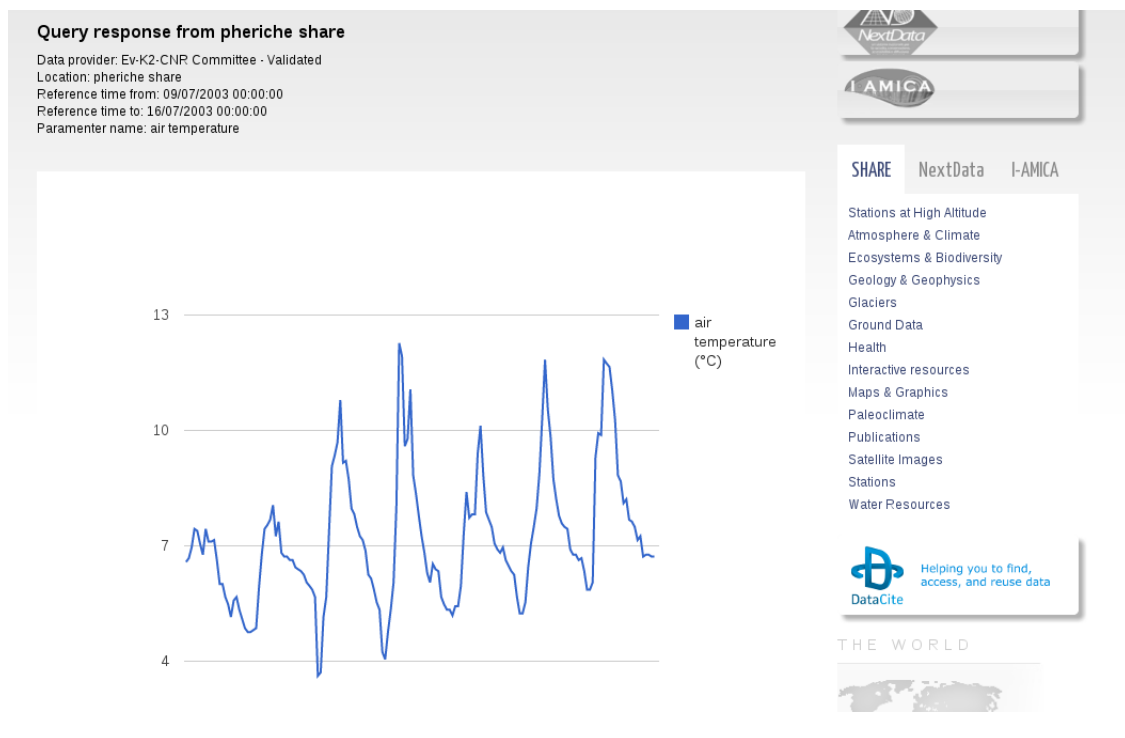 Query response from pheriche share
Data provider: Ev-K2-CNR Committee - Validated
Location: pheriche share
Reference time from: 09/07/2003 00:00:00
Reference time to: 16/07/2003 00:00:00
Paramenter name: air temperature
13
10
7
4
air
temperature
(°C)
NextData
I AMICA
SHARE NextData I-AMICA
Stations at High Altitude
Atmosphere & Climate
Ecosystems & Biodiversity
Geology & Geophysics
Glaciers
Ground Data
Health
Interactive resources
Maps & Graphics
Paleoclimate
Publications
Satellite Images
Stations
Water Resources
DataCite
Helping you to find,
access, and reuse data
THE WORLD